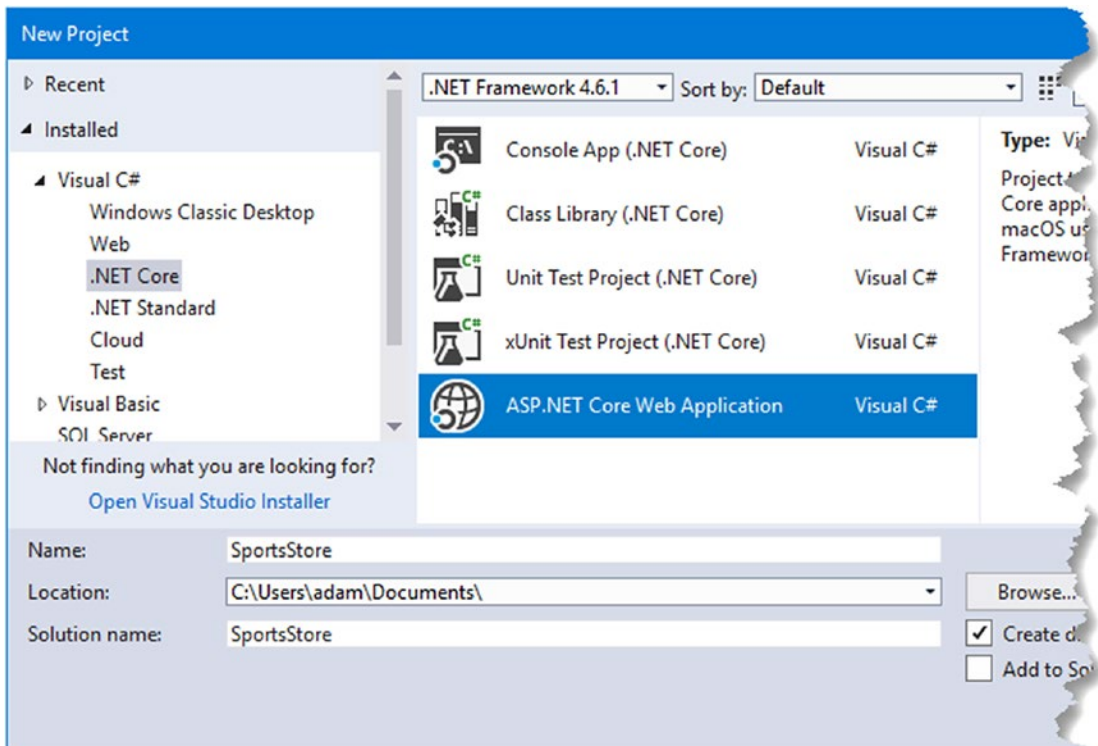 New Project
Recent
Installed
Visual C#
Windows Classic Desktop
Web
.NET Core
.NET Standard
Cloud
Test
Visual Basic
SQL Server
Not finding what you are looking for?
Open Visual Studio Installer
.NET Framework 4.6.1 Sort by: Default
Console App (.NET Core) Visual C#
Class Library (.NET Core) Visual C#
Unit Test Project (.NET Core) Visual C#
xUnit Test Project (.NET Core) Visual C#
ASP.NET Core Web Application Visual C#
Type:
Project
Core
macOS
Name: SportsStore
Location: C:\Users\adam\Documents\
Browse...
Solution name: SportsStore
Create
Add to